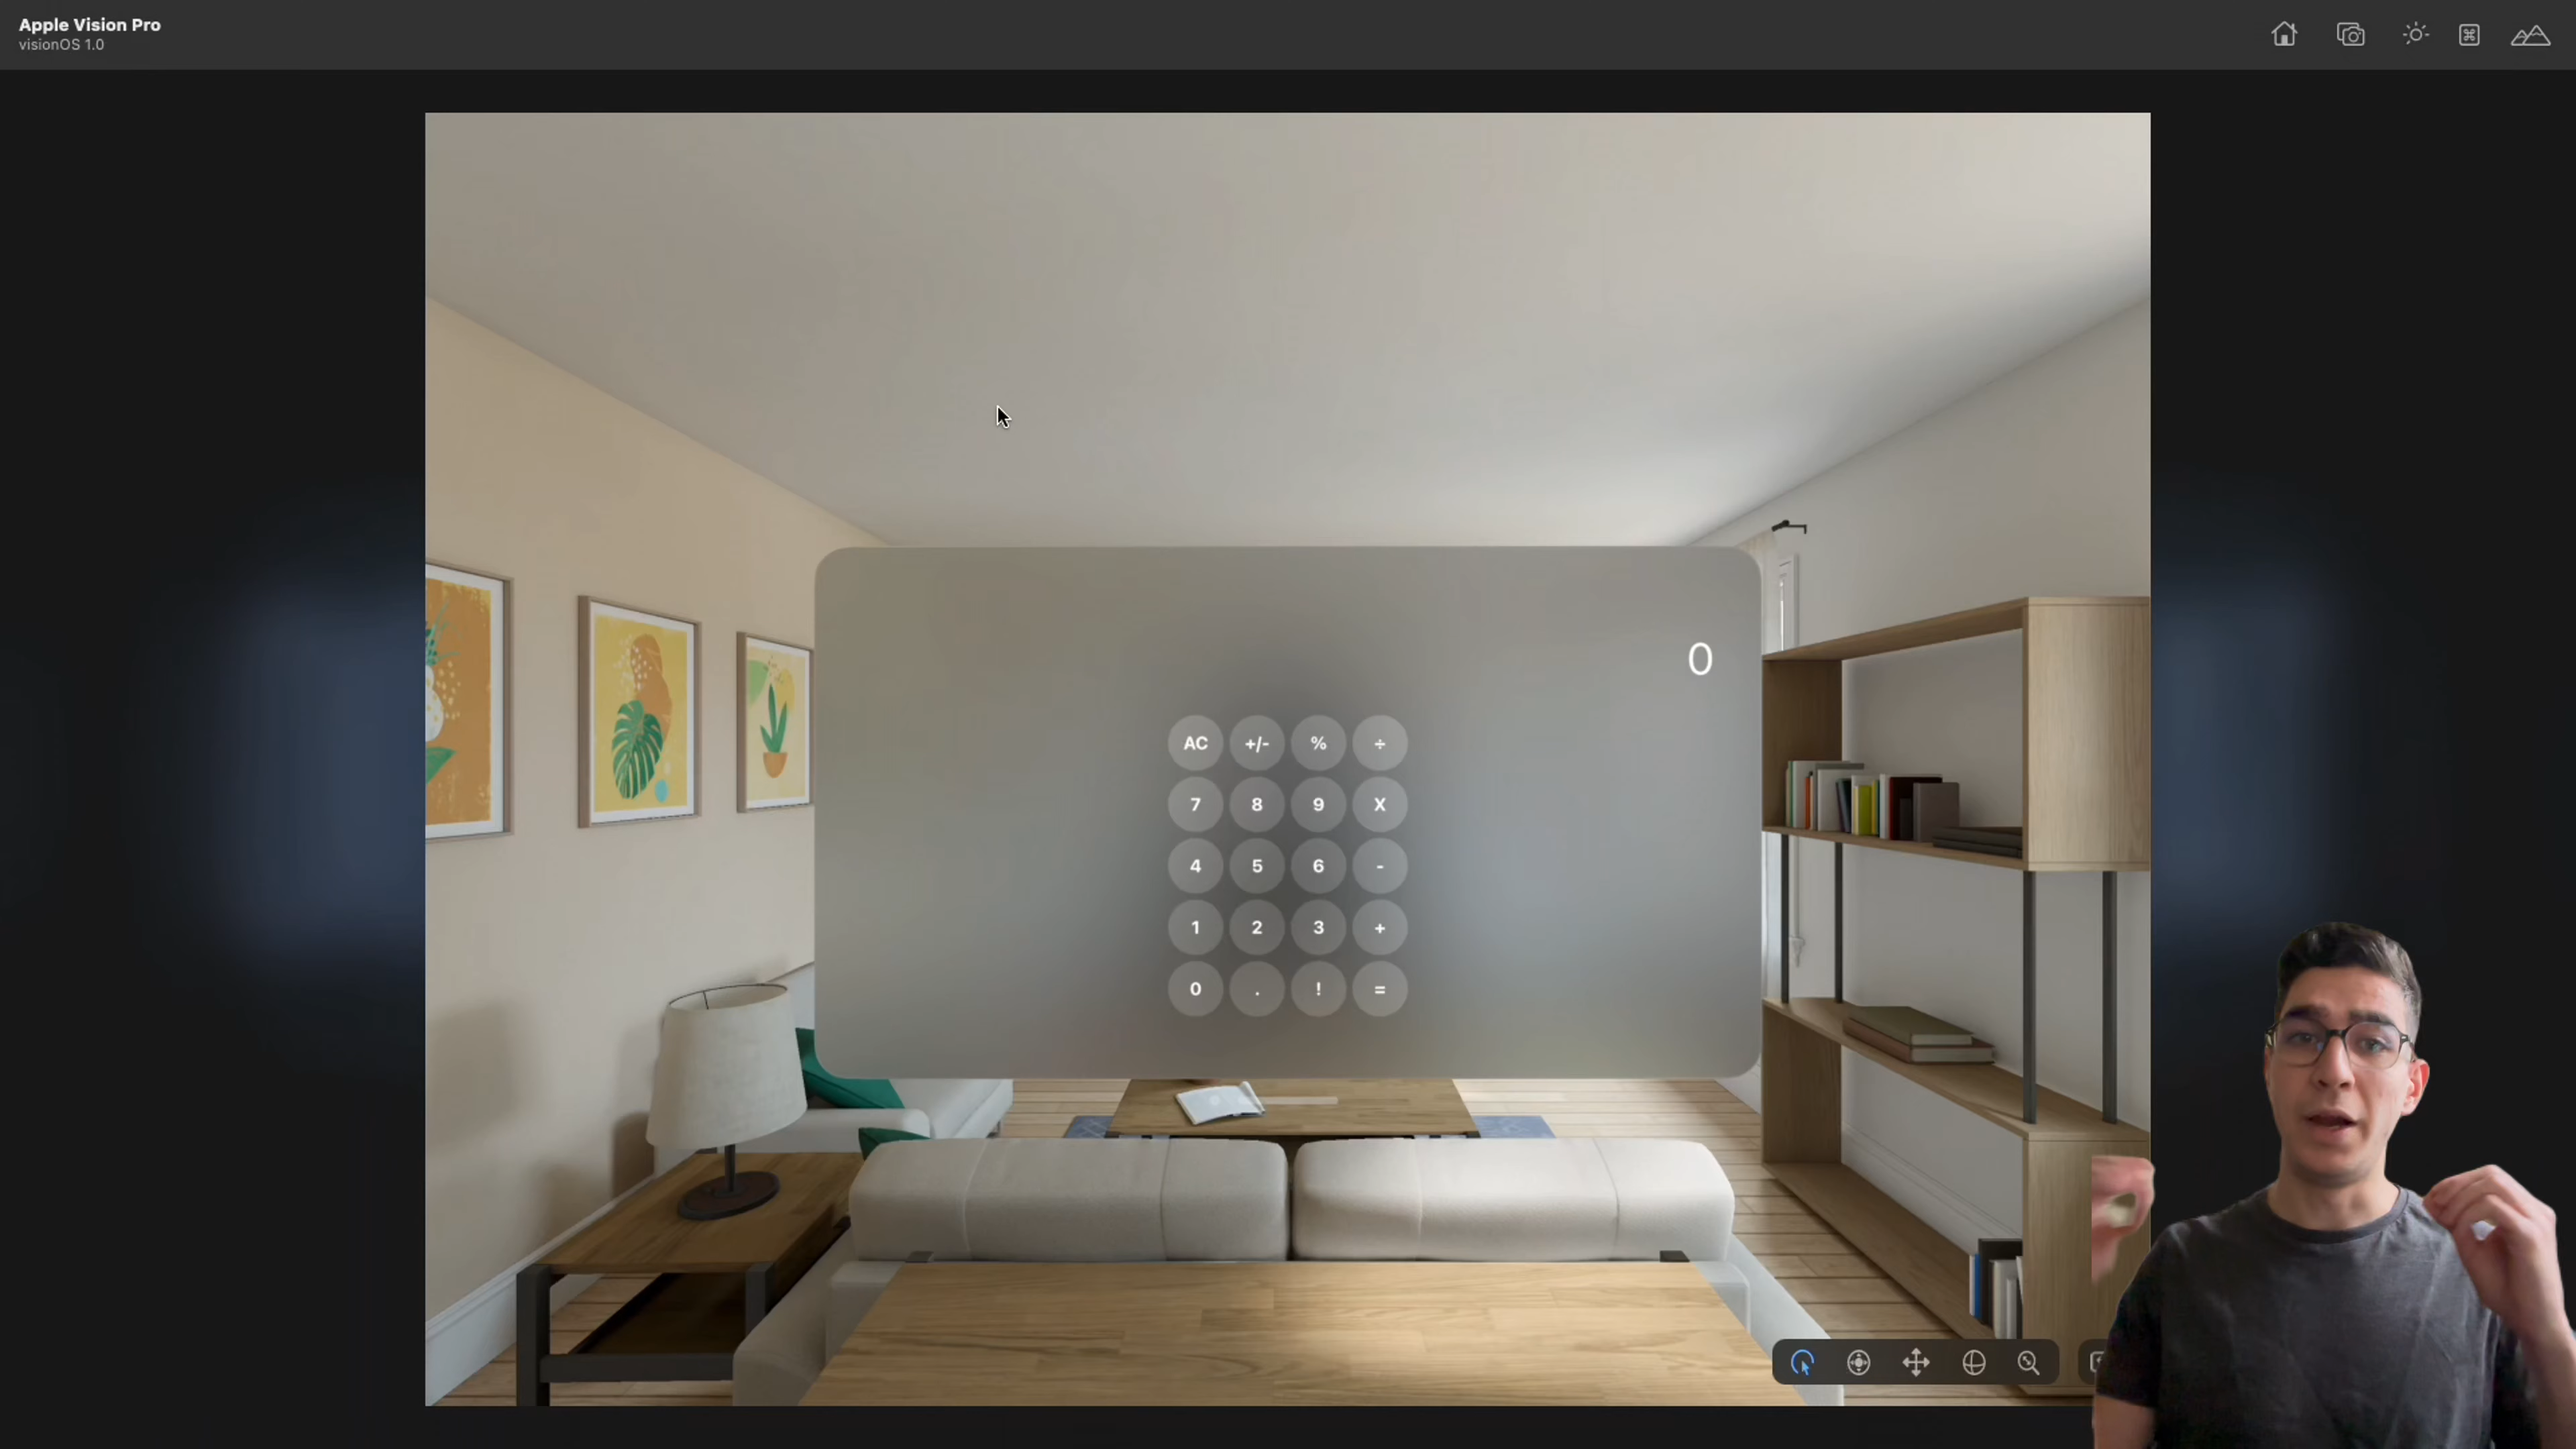 Apple Vision Pro
visionOS 1.0
0
AC +/- % ÷
7 8 9 X
4 5 6 -
1 2 3 +
0 . ! =